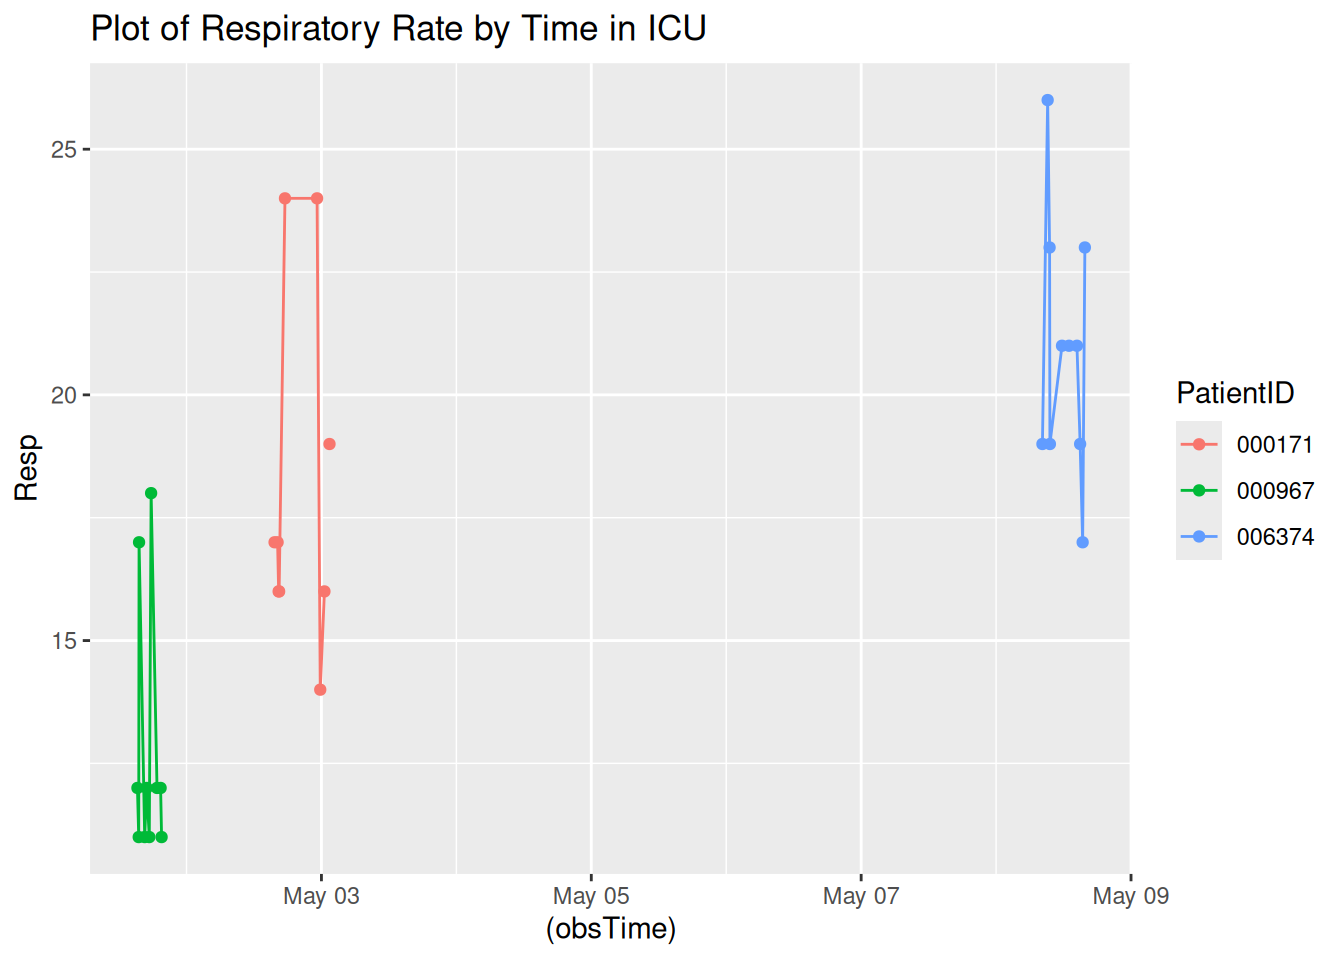 Plot of Respiratory Rate by Time in ICU
25
20
15
Resp
May 03
May 05
May 07
May 09
(obsTime)
PatientID
000171
000967
006374